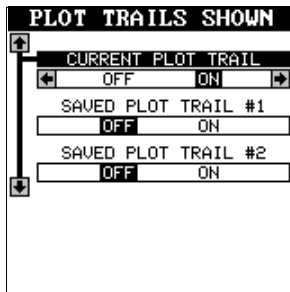 PLOT TRAILS SHOWN
CURRENT PLOT TRAIL
OFF ON
SAVED PLOT TRAIL #1
OFF ON
SAVED PLOT TRAIL #2
OFF ON